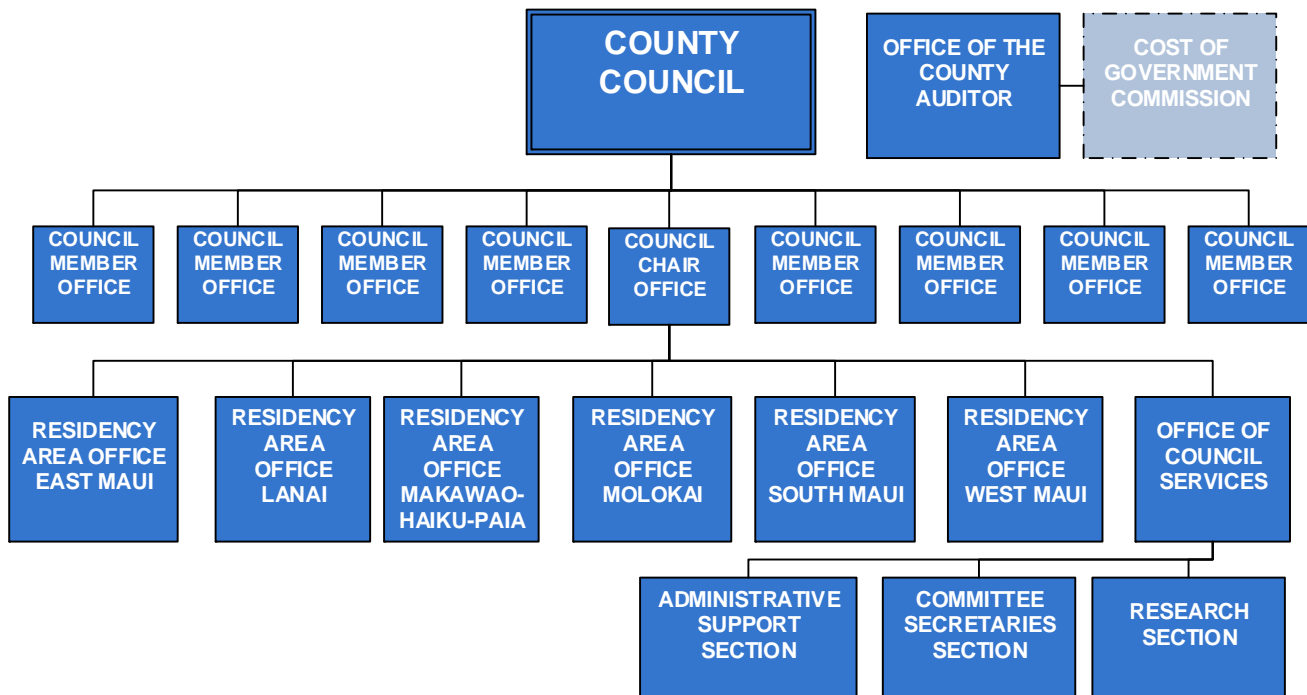 COUNTY
COUNCIL
OFFICE OF THE
COUNTY
AUDITOR
COST OF
GOVERNMENT
COMMISSION
COUNCIL
MEMBER
OFFICE
COUNCIL
MEMBER
OFFICE
COUNCIL
MEMBER
OFFICE
COUNCIL
MEMBER
OFFICE
COUNCIL
CHAIR
OFFICE
COUNCIL
MEMBER
OFFICE
COUNCIL
MEMBER
OFFICE
COUNCIL
MEMBER
OFFICE
COUNCIL
MEMBER
OFFICE
RESIDENCY
AREA OFFICE
EAST MAUI
RESIDENCY
AREA
OFFICE
LANAI
RESIDENCY
AREA
OFFICE
MAKAWAO-
HAIKU-PAIA
RESIDENCY
AREA
OFFICE
MOLOKAI
RESIDENCY
AREA
OFFICE
SOUTH MAUI
RESIDENCY
AREA
OFFICE
WEST MAUI
OFFICE OF
COUNCIL
SERVICES
ADMINISTRATIVE
SUPPORT
SECTION
COMMITTEE
SECRETARIES
SECTION
RESEARCH
SECTION